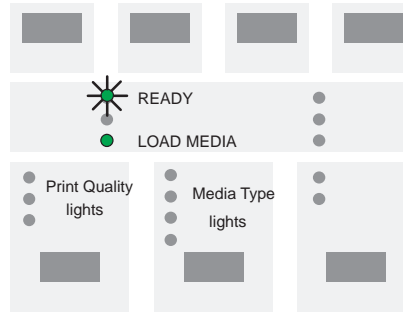 READY
LOAD MEDIA
Print Quality
lights
Media Type
lights